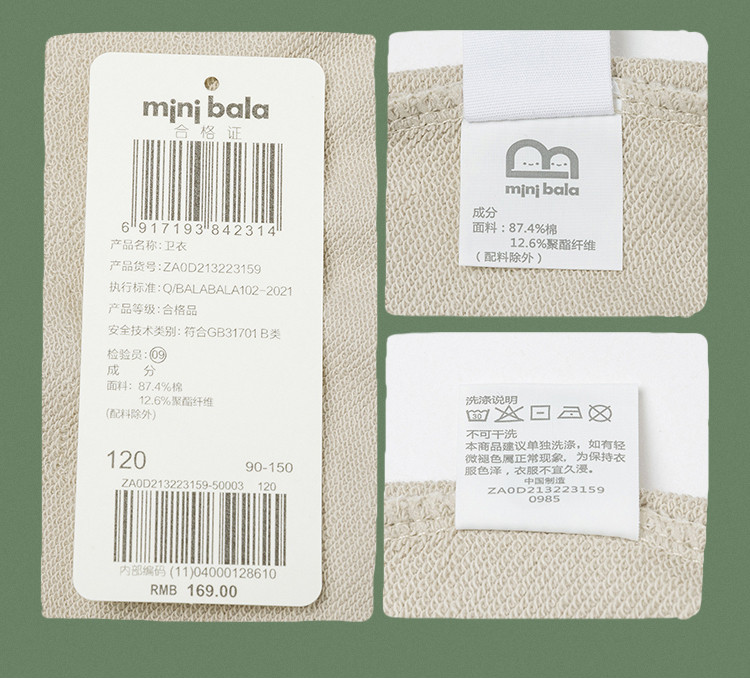 mini bala
合格证
6 917193 842314
产品名称: 卫衣
产品货号: ZA0D213223159
执行标准: Q/BALABALA102-2021
产品等级: 合格品
安全技术类别: 符合GB31701 B类
检验员: 09
成 分
面料: 87.4%棉
12.6%聚酯纤维
(配料除外)
120
90-150
ZA0D213223159-50003 120
内部编码 (11)04000128610
RMB 169.00
mini bala
成分
面料: 87.4%棉
12.6%聚酯纤维
(配料除外)
洗涤说明
30
不可干洗
本商品建议单独洗涤, 如有轻
微褪色属正常现象, 为保持衣
服色泽, 衣服不宜久浸。
中国制造
ZA0D213223159
0985